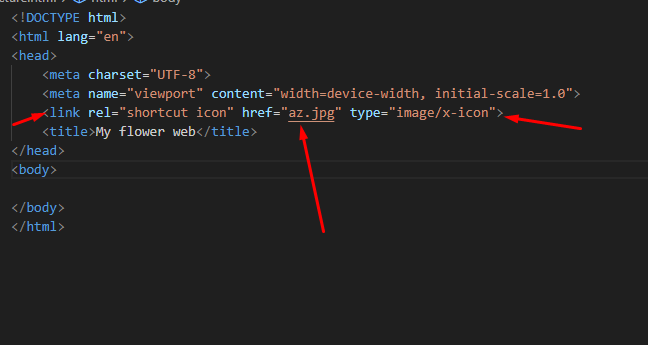 html body
<!DOCTYPE html>
<html lang="en">
<head>
    <meta charset="UTF-8">
    <meta name="viewport" content="width=device-width, initial-scale=1.0">
    <link rel="shortcut icon" href="az.jpg" type="image/x-icon">
    <title>My flower web</title>
</head>
<body>

</body>
</html>